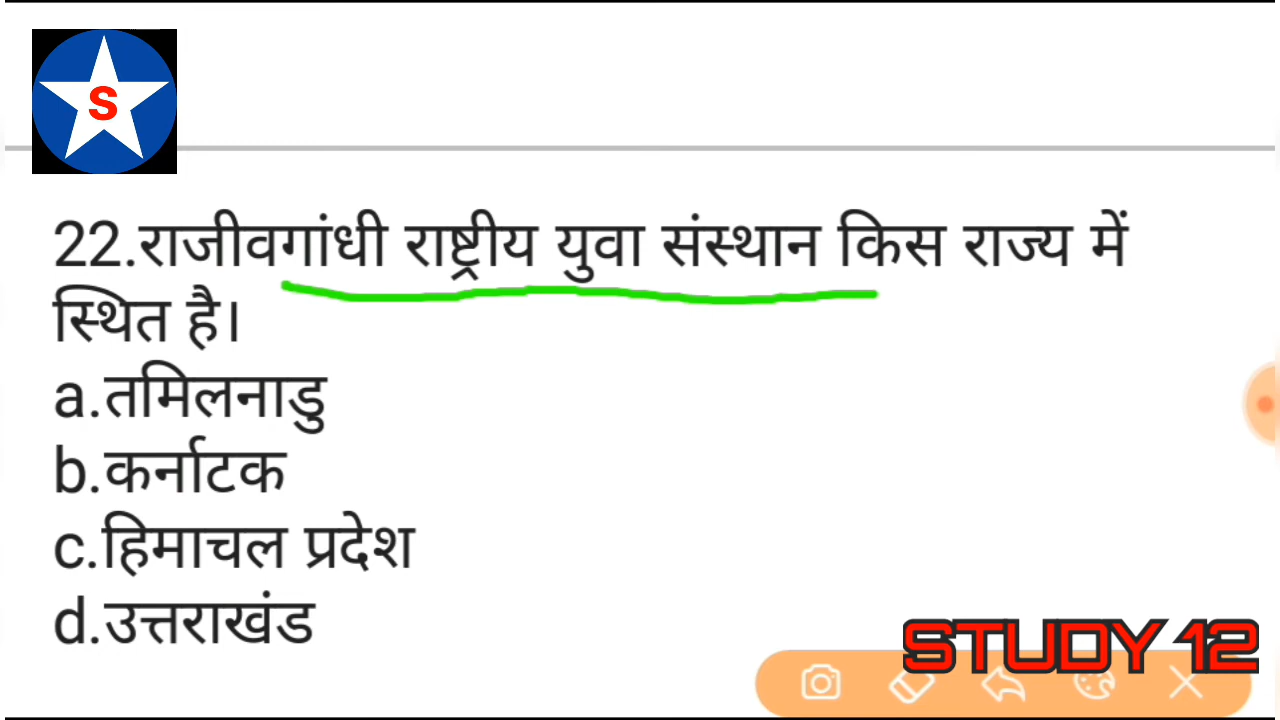 S
22.राजीवगांधी राष्ट्रीय युवा संस्थान किस राज्य में
स्थित है।
a.तमिलनाडु
b.कर्नाटक
c.हिमाचल प्रदेश
d.उत्तराखंड
STUDY 12